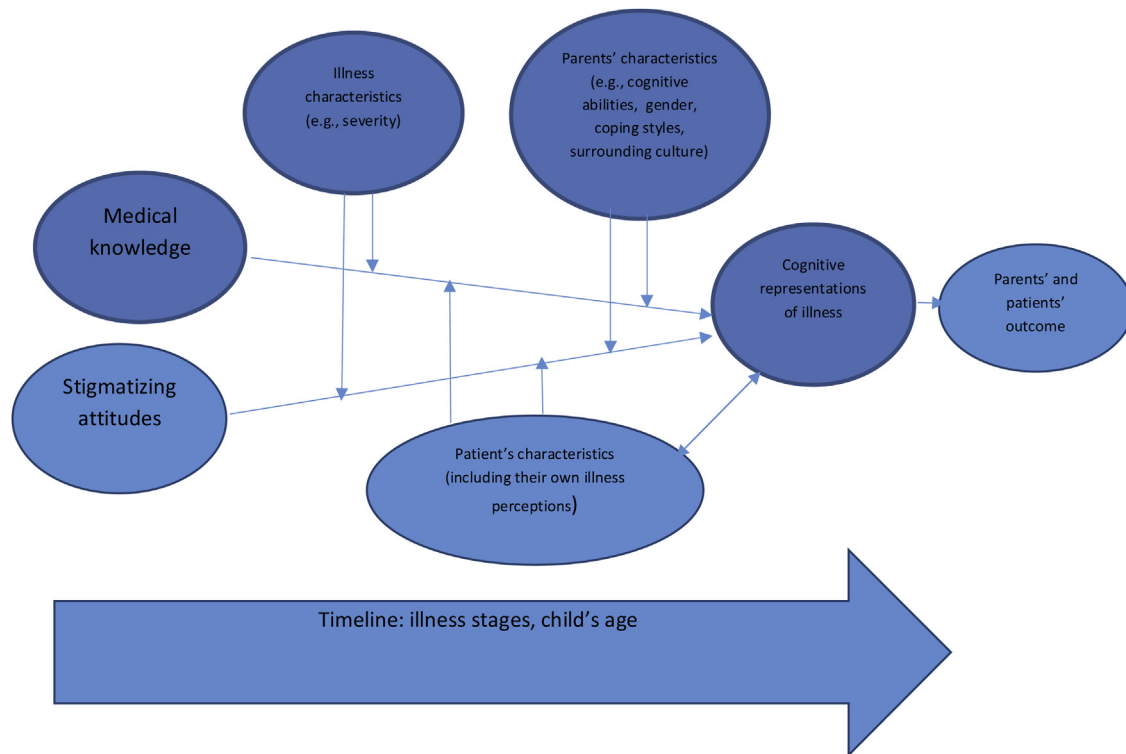 Illness
characteristics
(e.g., severity)
Parents’ characteristics
(e.g., cognitive
abilities, gender,
coping styles,
surrounding culture)
Medical
knowledge
Cognitive
representations
of illness
Parents’ and
patients’
outcome
Stigmatizing
attitudes
Patient’s characteristics
(including their own illness
perceptions)
Timeline: illness stages, child’s age